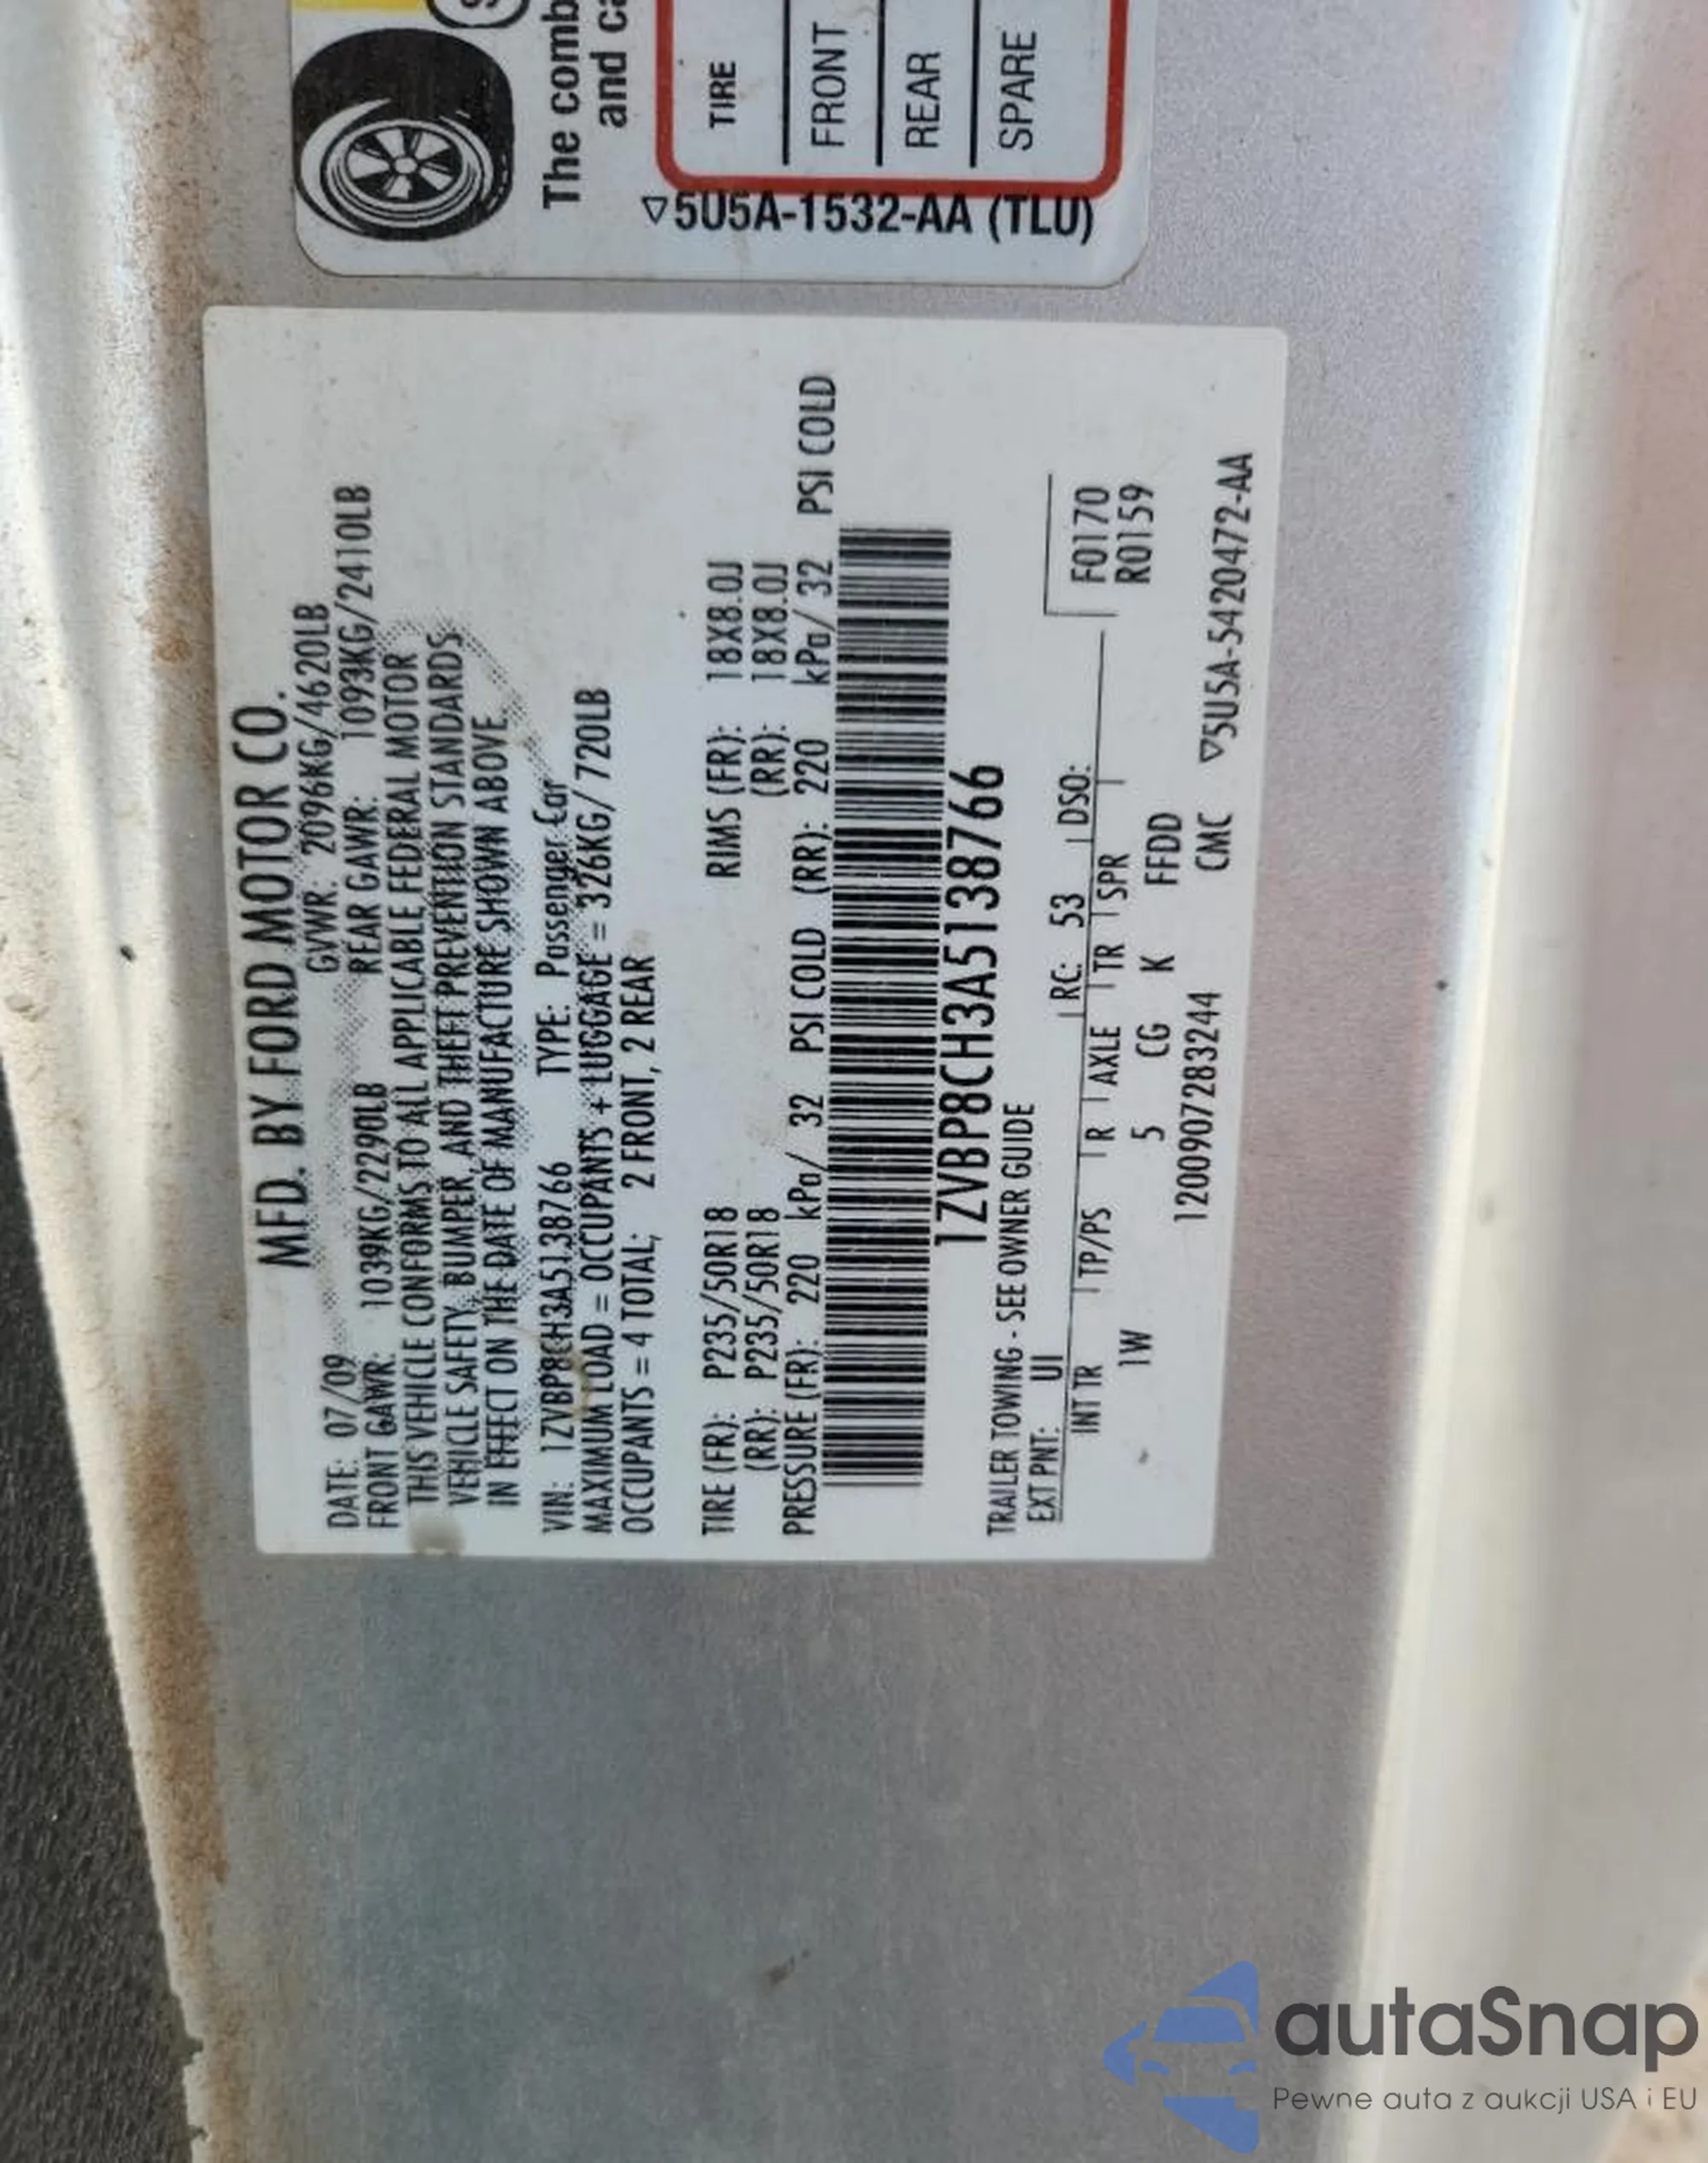 The comb
and ca
TIRE
FRONT
REAR
SPARE
▽5U5A-1532-AA (TLU)
MFD. BY FORD MOTOR CO.
DATE: 07/09 GVWR: 2096KG/4620LB
FRONT GAWR: 1039KG/2290LB REAR GAWR: 1093KG/2410LB
THIS VEHICLE CONFORMS TO ALL APPLICABLE FEDERAL MOTOR
VEHICLE SAFETY, BUMPER, AND THEFT PREVENTION STANDARDS
IN EFFECT ON THE DATE OF MANUFACTURE SHOWN ABOVE.
VIN: 1ZVBP8CH3A5138766 TYPE: Passenger Car
MAXIMUM LOAD = OCCUPANTS + LUGGAGE = 326KG/720LB
OCCUPANTS = 4 TOTAL; 2 FRONT, 2 REAR
TIRE (FR): P235/50R18 RIMS (FR): 18X8.0J
(RR): P235/50R18 (RR): 18X8.0J
PRESSURE (FR): 220 kPa/ 32 PSI COLD (RR): 220 kPa/ 32 PSI COLD
1ZVBP8CH3A5138766
TRAILER TOWING - SEE OWNER GUIDE
EXT PNT: UI RC: 53 DSO:
INT TR TP/PS R AXLE TR SPR F0170
1W 5 CG K FFDD R0159
1200907283244 CMC ▽5U5A-5420472-AA
autaSnap
Pewne auta z aukcji USA i EU